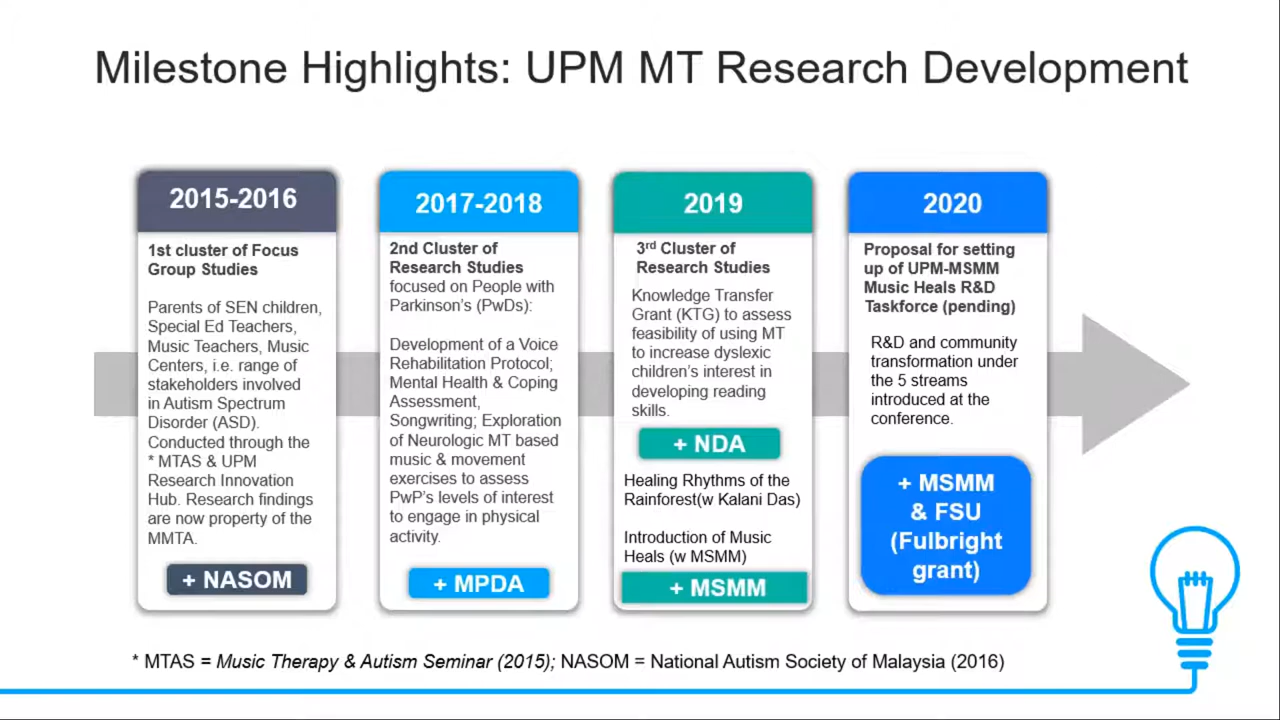 Milestone Highlights: UPM MT Research Development
2015-2016
1st cluster of Focus
Group Studies
Parents of SEN children,
Special Ed Teachers,
Music Teachers, Music
Centers, i.e. range of
stakeholders involved
in Autism Spectrum
Disorder (ASD).
Conducted through the
* MTAS & UPM
Research Innovation
Hub. Research findings
are now property of the
MMTA.
+ NASOM
2017-2018
2nd Cluster of
Research Studies
focused on People with
Parkinson's (PwDs):
Development of a Voice
Rehabilitation Protocol;
Mental Health & Coping
Assessment,
Songwriting; Exploration
of Neurologic MT based
music & movement
exercises to assess
PwP's levels of interest
to engage in physical
activity.
+ MPDA
2019
3rd Cluster of
Research Studies
Knowledge Transfer
Grant (KTG) to assess
feasibility of using MT
to increase dyslexic
children's interest in
developing reading
skills.
+ NDA
Healing Rhythms of the
Rainforest(w Kalani Das)
Introduction of Music
Heals (w MSMM)
+ MSMM
2020
Proposal for setting
up of UPM-MSMM
Music Heals R&D
Taskforce (pending)
R&D and community
transformation under
the 5 streams
introduced at the
conference.
+ MSMM
& FSU
(Fulbright
grant)
* MTAS = Music Therapy & Autism Seminar (2015); NASOM = National Autism Society of Malaysia (2016)